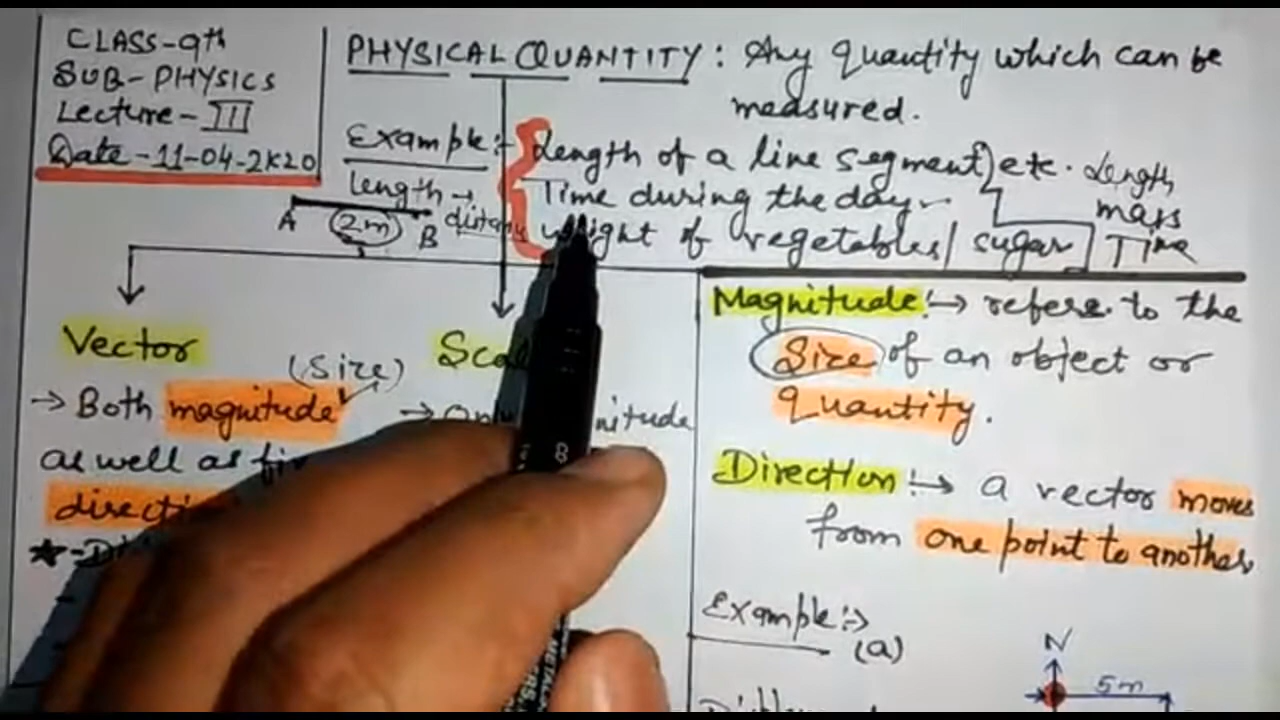 CLASS-9th
SUB-PHYSICS
Lecture-III
Date-11-04-2K20
PHYSICAL QUANTITY: Any quantity which can be
measured.
Example:- Length of a line segment) etc.
Time during the day
weight of vegetables/ sugar
Length
mass
Time
Length → distany
A 2m B
Vector
(Size)
→ Both magnitude
as well as
★-
Magnitude:→ refers to the
Size of an object or
quantity.
Direction:→ a vector moves
from one point to another
Example:→
(a)
N
5m